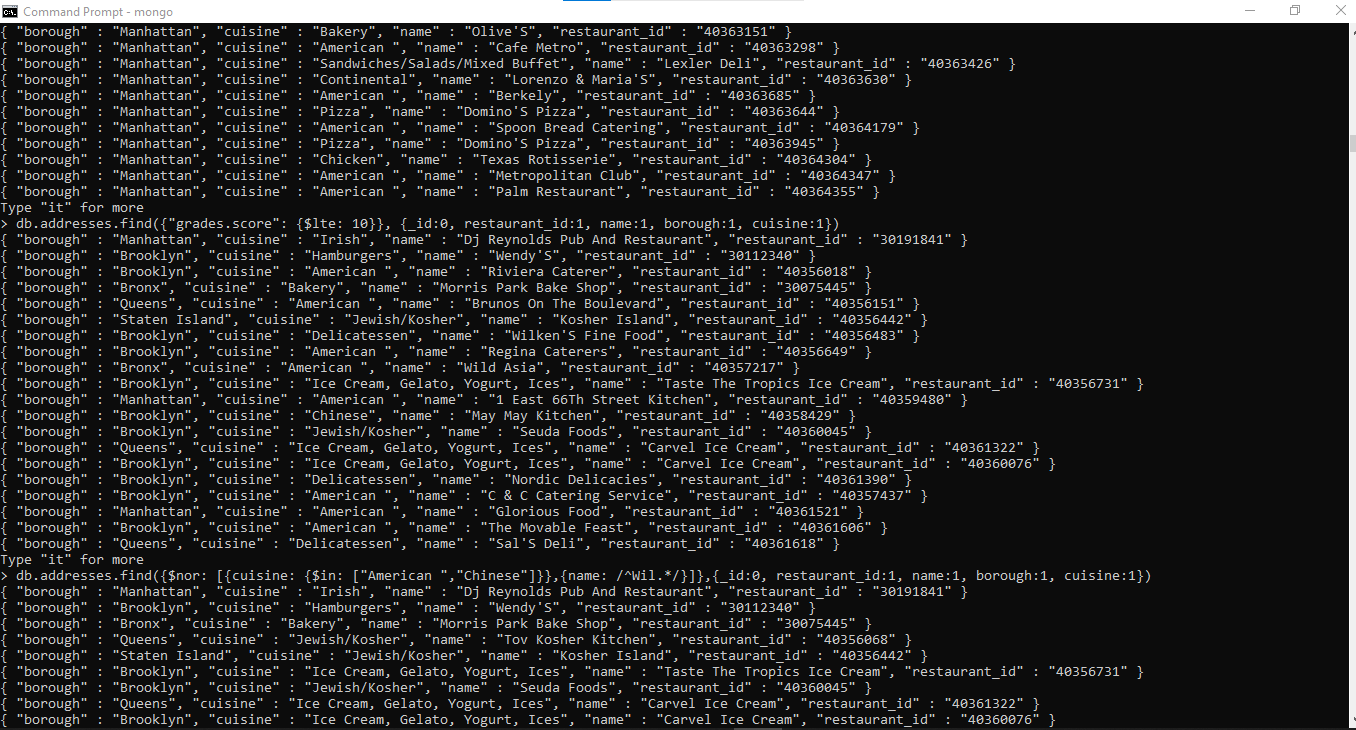 Command Prompt - mongo
{ "borough" : "Manhattan", "cuisine" : "Bakery", "name" : "Olive'S", "restaurant_id" : "40363151" }
{ "borough" : "Manhattan", "cuisine" : "American ", "name" : "Cafe Metro", "restaurant_id" : "40363298" }
{ "borough" : "Manhattan", "cuisine" : "Sandwiches/Salads/Mixed Buffet", "name" : "Lexler Deli", "restaurant_id" : "40363426" }
{ "borough" : "Manhattan", "cuisine" : "Continental", "name" : "Lorenzo & Maria'S", "restaurant_id" : "40363630" }
{ "borough" : "Manhattan", "cuisine" : "American ", "name" : "Berkely", "restaurant_id" : "40363685" }
{ "borough" : "Manhattan", "cuisine" : "Pizza", "name" : "Domino'S Pizza", "restaurant_id" : "40363644" }
{ "borough" : "Manhattan", "cuisine" : "American ", "name" : "Spoon Bread Catering", "restaurant_id" : "40364179" }
{ "borough" : "Manhattan", "cuisine" : "Pizza", "name" : "Domino'S Pizza", "restaurant_id" : "40363945" }
{ "borough" : "Manhattan", "cuisine" : "Chicken", "name" : "Texas Rotisserie", "restaurant_id" : "40364304" }
{ "borough" : "Manhattan", "cuisine" : "American ", "name" : "Metropolitan Club", "restaurant_id" : "40364347" }
{ "borough" : "Manhattan", "cuisine" : "American ", "name" : "Palm Restaurant", "restaurant_id" : "40364355" }
Type "it" for more
> db.addresses.find({"grades.score": {$lte: 10}}, {_id:0, restaurant_id:1, name:1, borough:1, cuisine:1})
{ "borough" : "Manhattan", "cuisine" : "Irish", "name" : "Dj Reynolds Pub And Restaurant", "restaurant_id" : "30191841" }
{ "borough" : "Brooklyn", "cuisine" : "Hamburgers", "name" : "Wendy'S", "restaurant_id" : "30112340" }
{ "borough" : "Brooklyn", "cuisine" : "American ", "name" : "Riviera Caterer", "restaurant_id" : "40356018" }
{ "borough" : "Bronx", "cuisine" : "Bakery", "name" : "Morris Park Bake Shop", "restaurant_id" : "30075445" }
{ "borough" : "Queens", "cuisine" : "American ", "name" : "Brunos On The Boulevard", "restaurant_id" : "40356151" }
{ "borough" : "Staten Island", "cuisine" : "Jewish/Kosher", "name" : "Kosher Island", "restaurant_id" : "40356442" }
{ "borough" : "Brooklyn", "cuisine" : "Delicatessen", "name" : "Wilken'S Fine Food", "restaurant_id" : "40356483" }
{ "borough" : "Brooklyn", "cuisine" : "American ", "name" : "Regina Caterers", "restaurant_id" : "40356649" }
{ "borough" : "Bronx", "cuisine" : "American ", "name" : "Wild Asia", "restaurant_id" : "40357217" }
{ "borough" : "Brooklyn", "cuisine" : "Ice Cream, Gelato, Yogurt, Ices", "name" : "Taste The Tropics Ice Cream", "restaurant_id" : "40356731" }
{ "borough" : "Manhattan", "cuisine" : "American ", "name" : "1 East 66Th Street Kitchen", "restaurant_id" : "40359480" }
{ "borough" : "Brooklyn", "cuisine" : "Chinese", "name" : "May May Kitchen", "restaurant_id" : "40358429" }
{ "borough" : "Brooklyn", "cuisine" : "Jewish/Kosher", "name" : "Seuda Foods", "restaurant_id" : "40360045" }
{ "borough" : "Queens", "cuisine" : "Ice Cream, Gelato, Yogurt, Ices", "name" : "Carvel Ice Cream", "restaurant_id" : "40361322" }
{ "borough" : "Brooklyn", "cuisine" : "Ice Cream, Gelato, Yogurt, Ices", "name" : "Carvel Ice Cream", "restaurant_id" : "40360076" }
{ "borough" : "Brooklyn", "cuisine" : "Delicatessen", "name" : "Nordic Delicacies", "restaurant_id" : "40361390" }
{ "borough" : "Brooklyn", "cuisine" : "American ", "name" : "C & C Catering Service", "restaurant_id" : "40357437" }
{ "borough" : "Manhattan", "cuisine" : "American ", "name" : "Glorious Food", "restaurant_id" : "40361521" }
{ "borough" : "Brooklyn", "cuisine" : "American ", "name" : "The Movable Feast", "restaurant_id" : "40361606" }
{ "borough" : "Queens", "cuisine" : "Delicatessen", "name" : "Sal'S Deli", "restaurant_id" : "40361618" }
Type "it" for more
> db.addresses.find({$nor: [{cuisine: {$in: ["American ","Chinese"]}},{name: /^Wil.*/}]},{_id:0, restaurant_id:1, name:1, borough:1, cuisine:1})
{ "borough" : "Manhattan", "cuisine" : "Irish", "name" : "Dj Reynolds Pub And Restaurant", "restaurant_id" : "30191841" }
{ "borough" : "Brooklyn", "cuisine" : "Hamburgers", "name" : "Wendy'S", "restaurant_id" : "30112340" }
{ "borough" : "Bronx", "cuisine" : "Bakery", "name" : "Morris Park Bake Shop", "restaurant_id" : "30075445" }
{ "borough" : "Queens", "cuisine" : "Jewish/Kosher", "name" : "Tov Kosher Kitchen", "restaurant_id" : "40356068" }
{ "borough" : "Staten Island", "cuisine" : "Jewish/Kosher", "name" : "Kosher Island", "restaurant_id" : "40356442" }
{ "borough" : "Brooklyn", "cuisine" : "Ice Cream, Gelato, Yogurt, Ices", "name" : "Taste The Tropics Ice Cream", "restaurant_id" : "40356731" }
{ "borough" : "Brooklyn", "cuisine" : "Jewish/Kosher", "name" : "Seuda Foods", "restaurant_id" : "40360045" }
{ "borough" : "Queens", "cuisine" : "Ice Cream, Gelato, Yogurt, Ices", "name" : "Carvel Ice Cream", "restaurant_id" : "40361322" }
{ "borough" : "Brooklyn", "cuisine" : "Ice Cream, Gelato, Yogurt, Ices", "name" : "Carvel Ice Cream", "restaurant_id" : "40360076" }